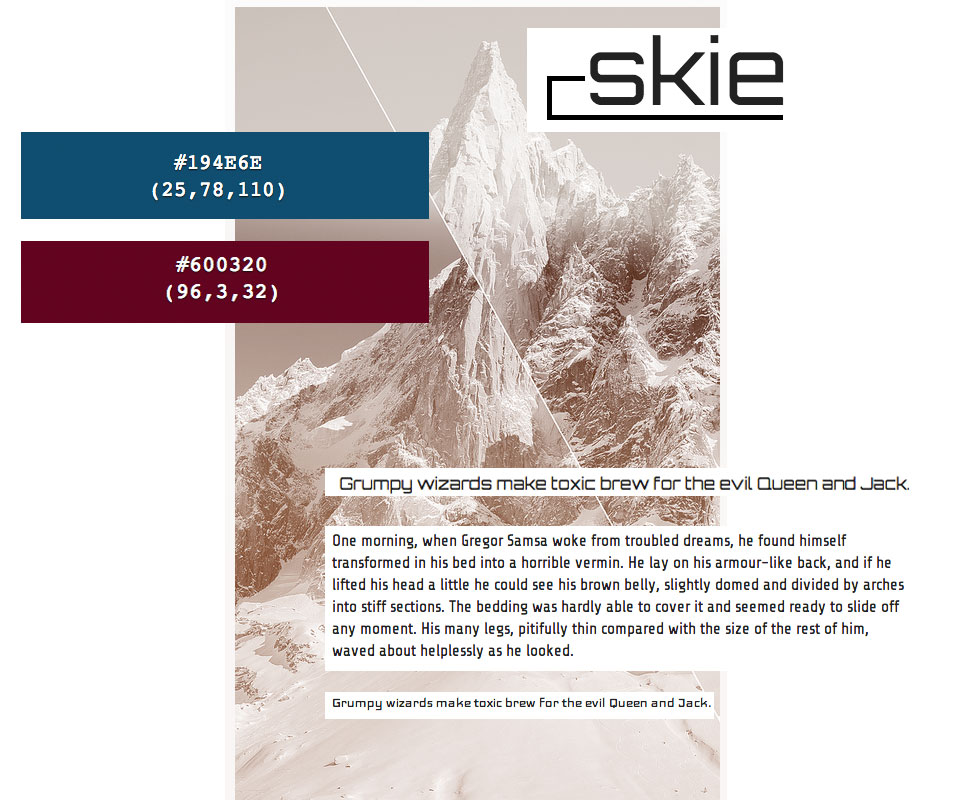 skie
#194E6E
(25,78,110)
#600320
(96,3,32)
Grumpy wizards make toxic brew for the evil Queen and Jack.
One morning, when Gregor Samsa woke from troubled dreams, he found himself
transformed in his bed into a horrible vermin. He lay on his armour-like back, and if he
lifted his head a little he could see his brown belly, slightly domed and divided by arches
into stiff sections. The bedding was hardly able to cover it and seemed ready to slide off
any moment. His many legs, pitifully thin compared with the size of the rest of him,
waved about helplessly as he looked.
Grumpy wizards make toxic brew for the evil Queen and Jack.